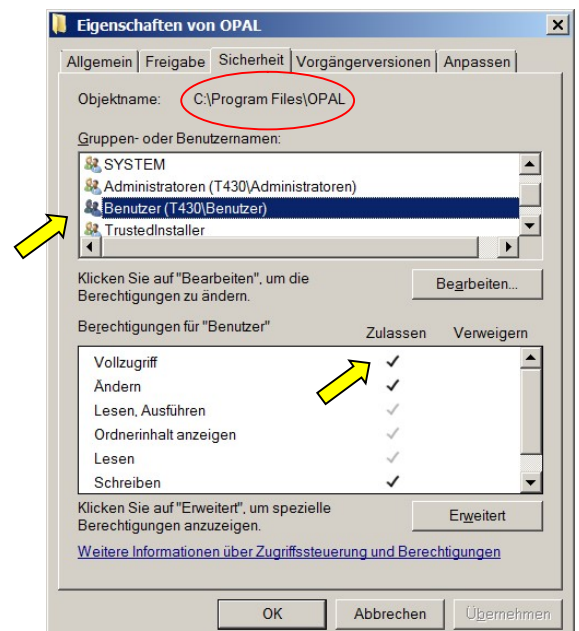 Eigenschaften von OPAL
Allgemein Freigabe Sicherheit Vorgängerversionen Anpassen
Objektname: C:\Program Files\OPAL
Gruppen- oder Benutzernamen:
SYSTEM
Administratoren (T430\Administratoren)
Benutzer (T430\Benutzer)
TrustedInstaller
Klicken Sie auf "Bearbeiten", um die
Berechtigungen zu ändern.
Bearbeiten...
Berechtigungen für "Benutzer" Zulassen Verweigern
Vollzugriff
Ändern
Lesen, Ausführen
Ordnerinhalt anzeigen
Lesen
Schreiben
Klicken Sie auf "Erweitert", um spezielle
Berechtigungen anzuzeigen.
Erweitert
Weitere Informationen über Zugriffssteuerung und Berechtigungen
OK Abbrechen Übernehmen